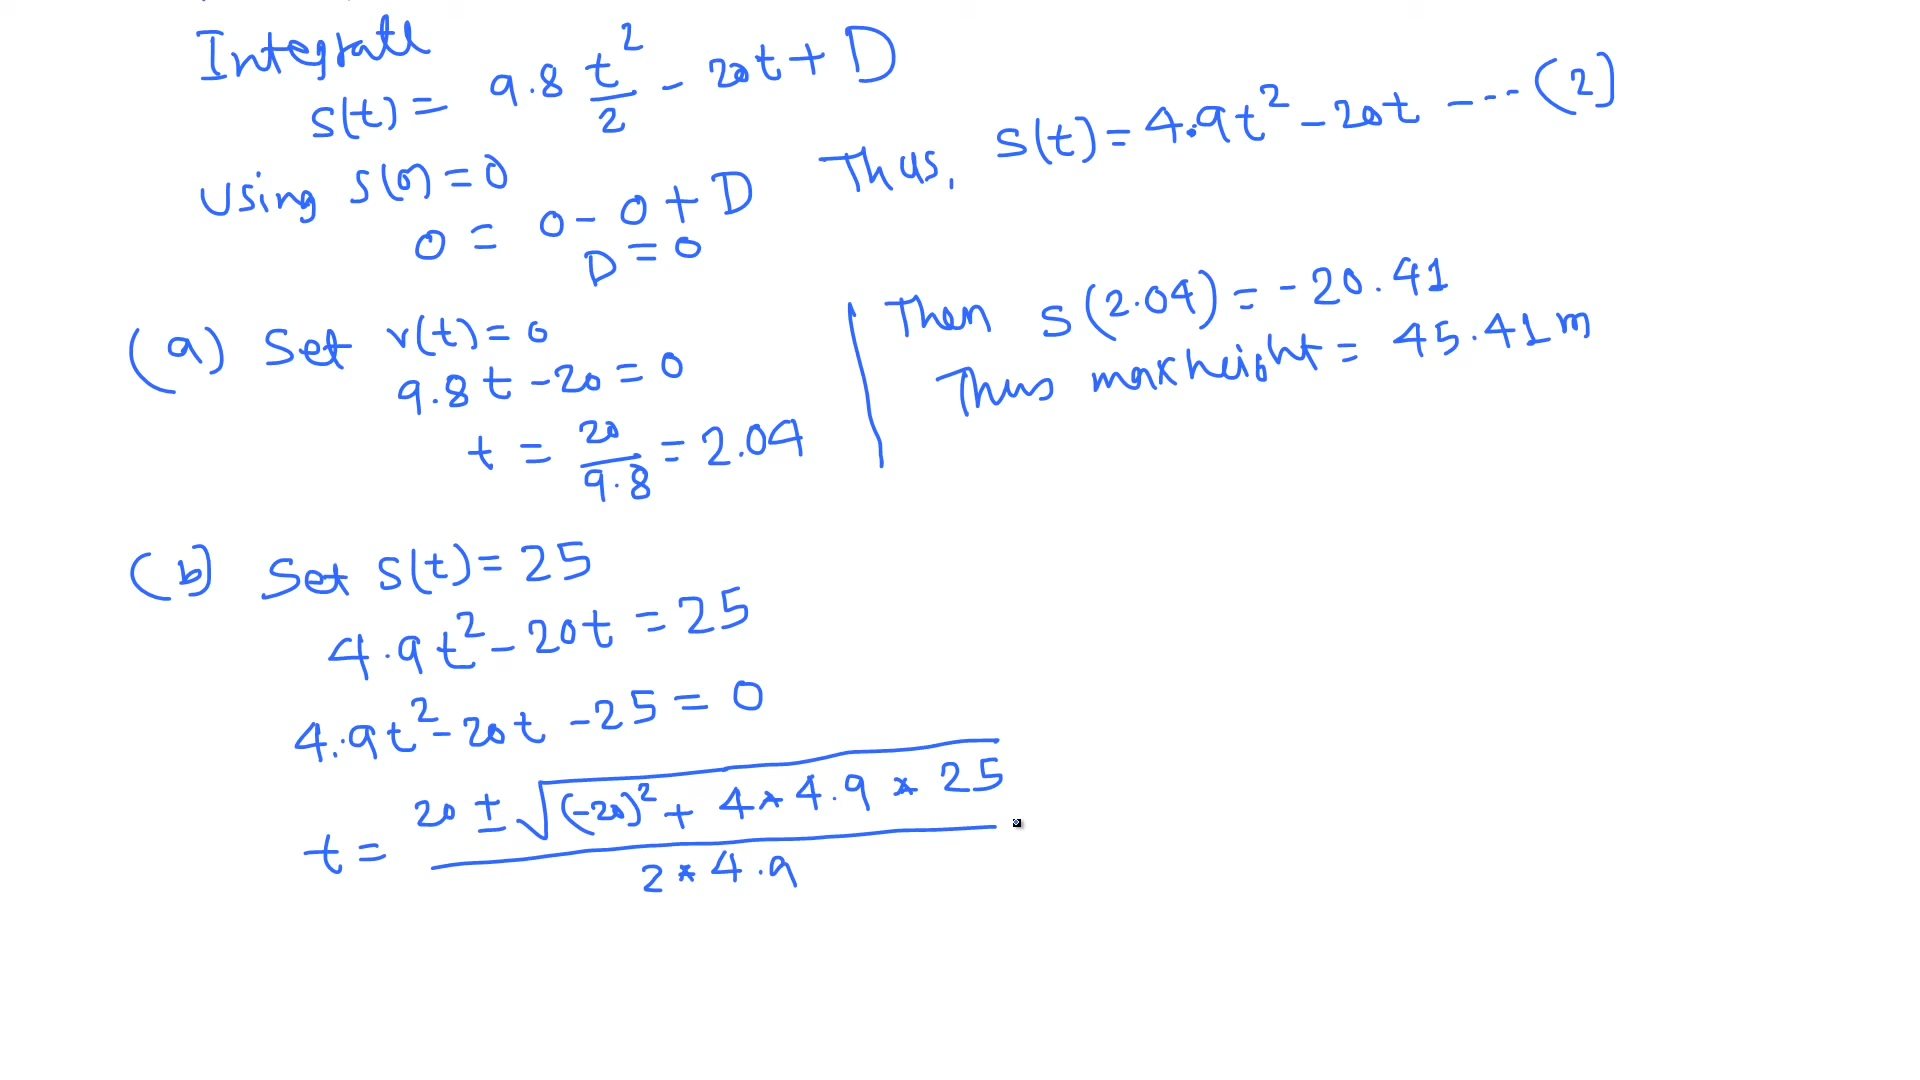 Integrate
s(t) = 9.8 t²/2 - 20t + D
Using s(0) = 0
0 = 0 - 0 + D
D = 0
Thus, s(t) = 4.9t² - 20t ---- (2)
(a) Set v(t) = 0
9.8t - 20 = 0
t = 20/9.8 = 2.04
Then s(2.04) = -20.41
Thus max height = 45.41 m
(b) Set s(t) = 25
4.9t² - 20t = 25
4.9t² - 20t - 25 = 0
t = (20 ± √((-20)² + 4 * 4.9 * 25)) / (2 * 4.9)